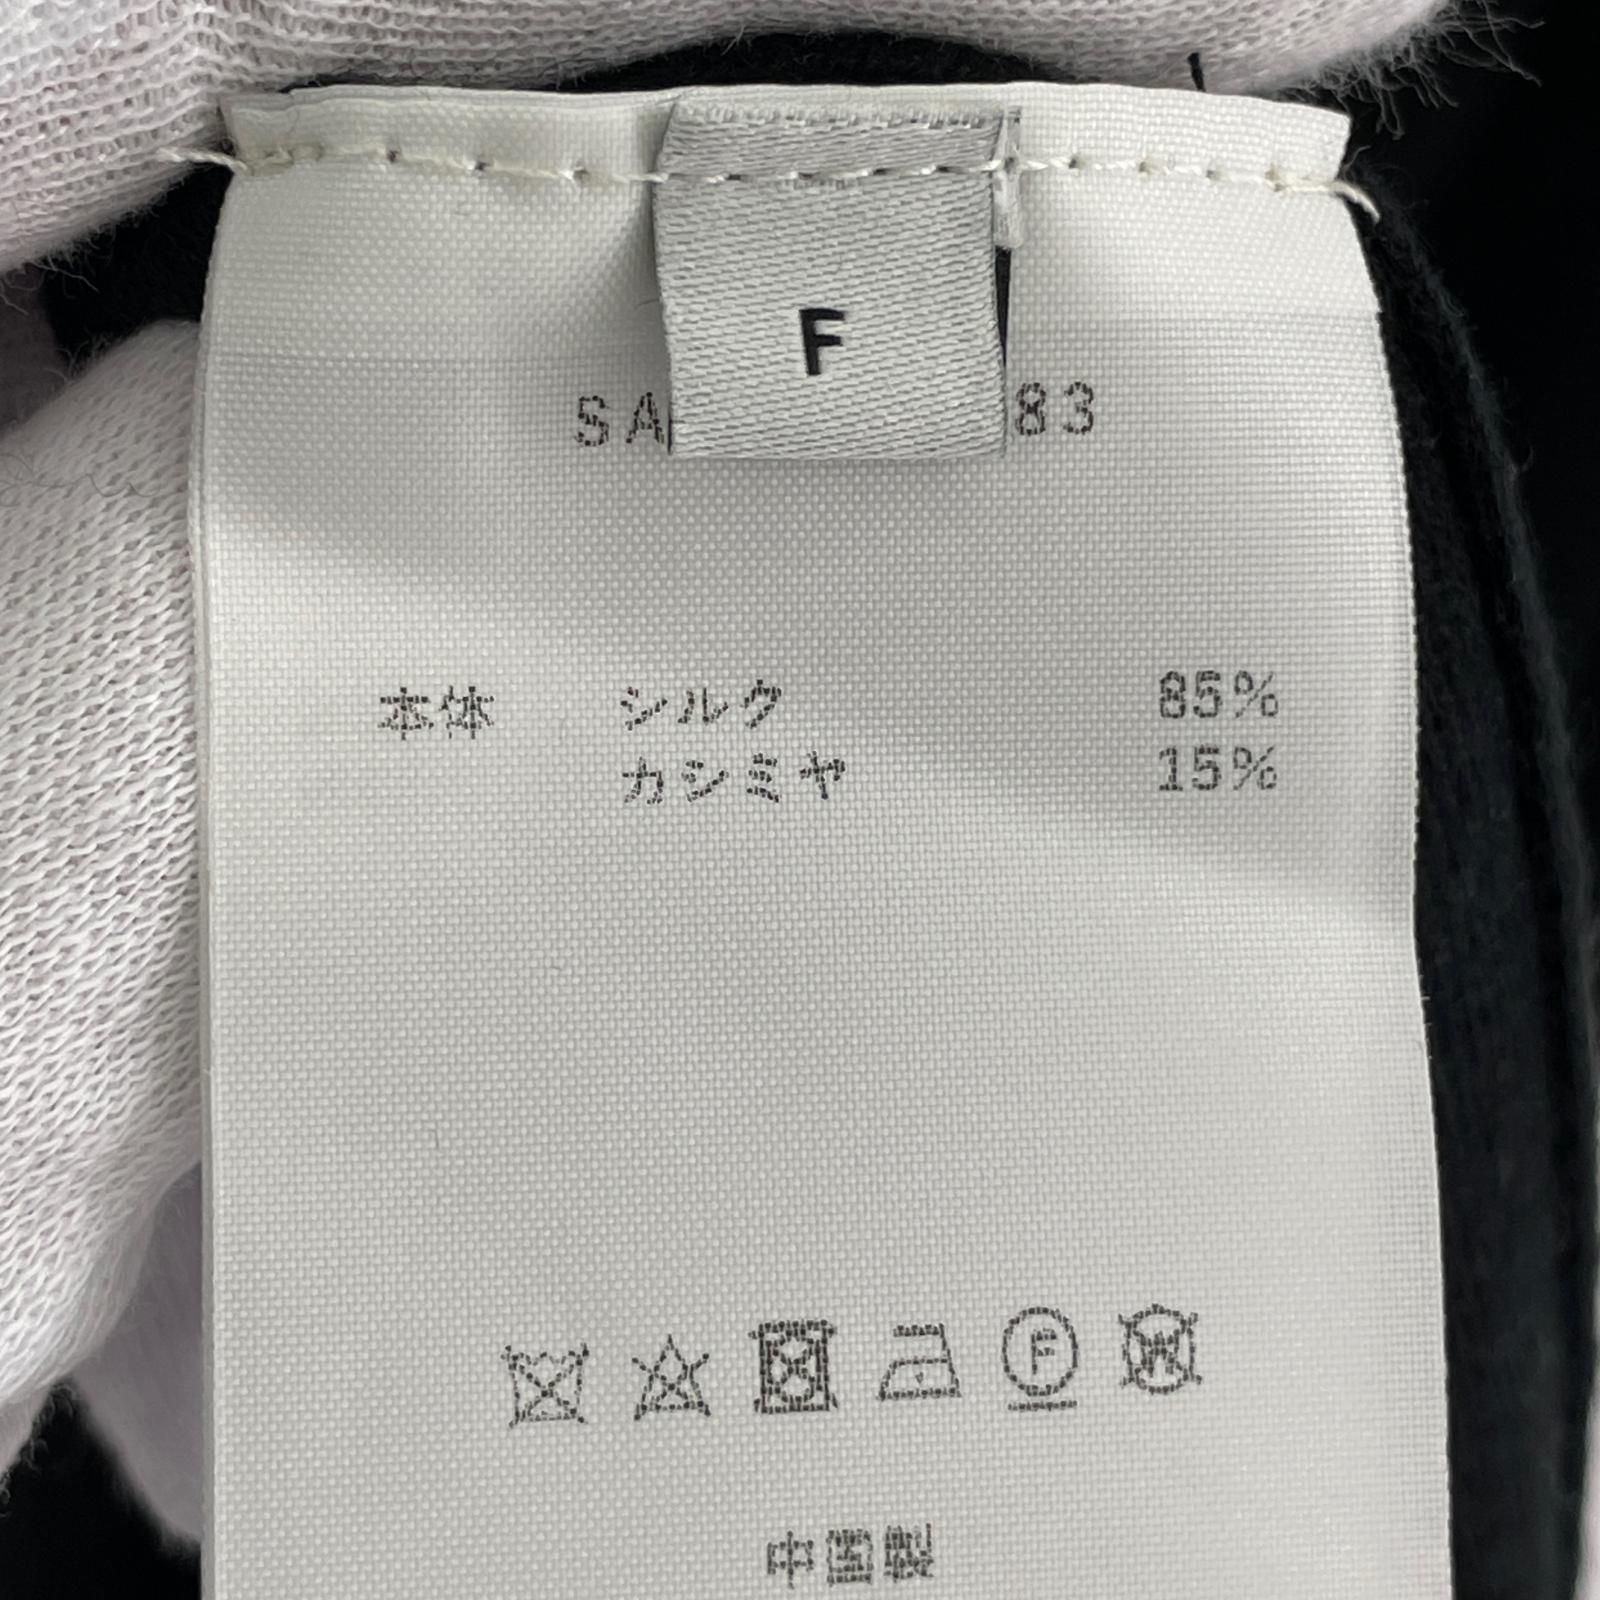 F
SA 83
本体 シルク 85%
カシミヤ 15%
F W
中国製